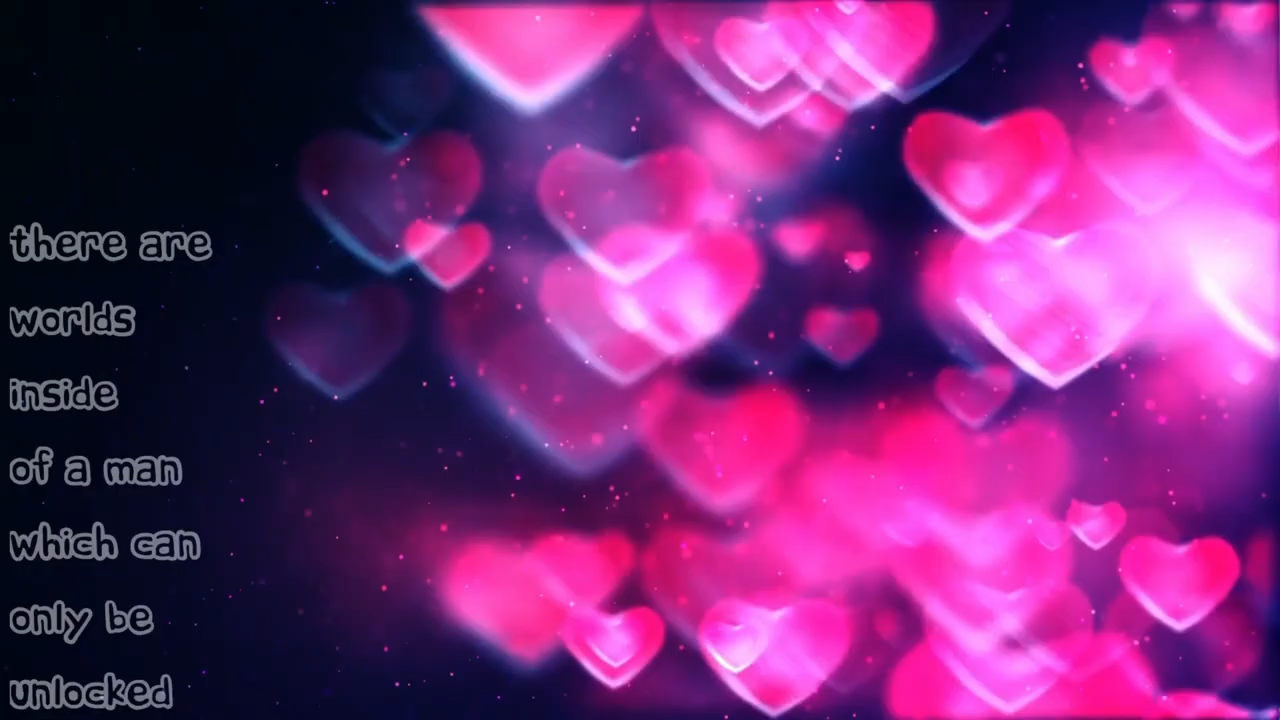 there are
worlds
inside
of a man
which can
only be
unlocked